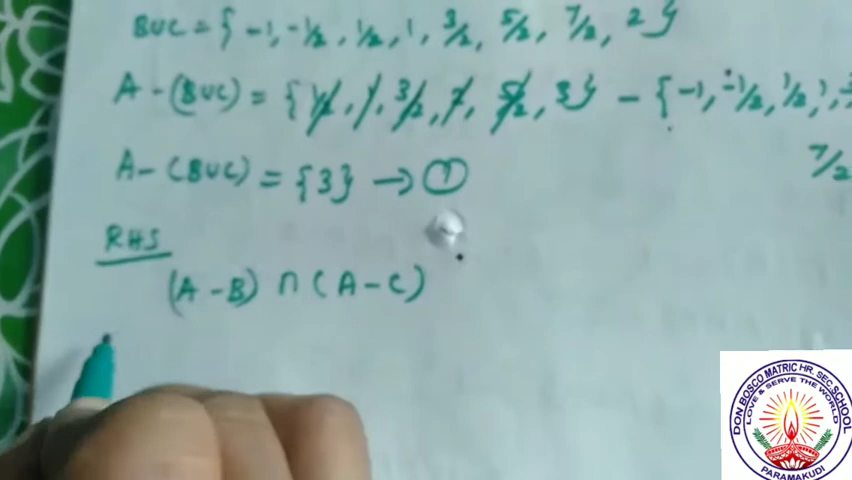 BUC = { -1, -1/2, 1/2, 1, 3/2, 5/2, 7/2, 2 }
A - (BUC) = { 1/2, 1, 3/2, 2, 5/2, 3 } - { -1, -1/2, 1/2, 1, 3
7/2
A - (BUC) = {3} → ①
RHS
(A - B) ∩ (A - C)
DON BOSCO MATRIC HR. SEC. SCHOOL
LOVE & SERVE THE WORLD
PARAMAKUDI